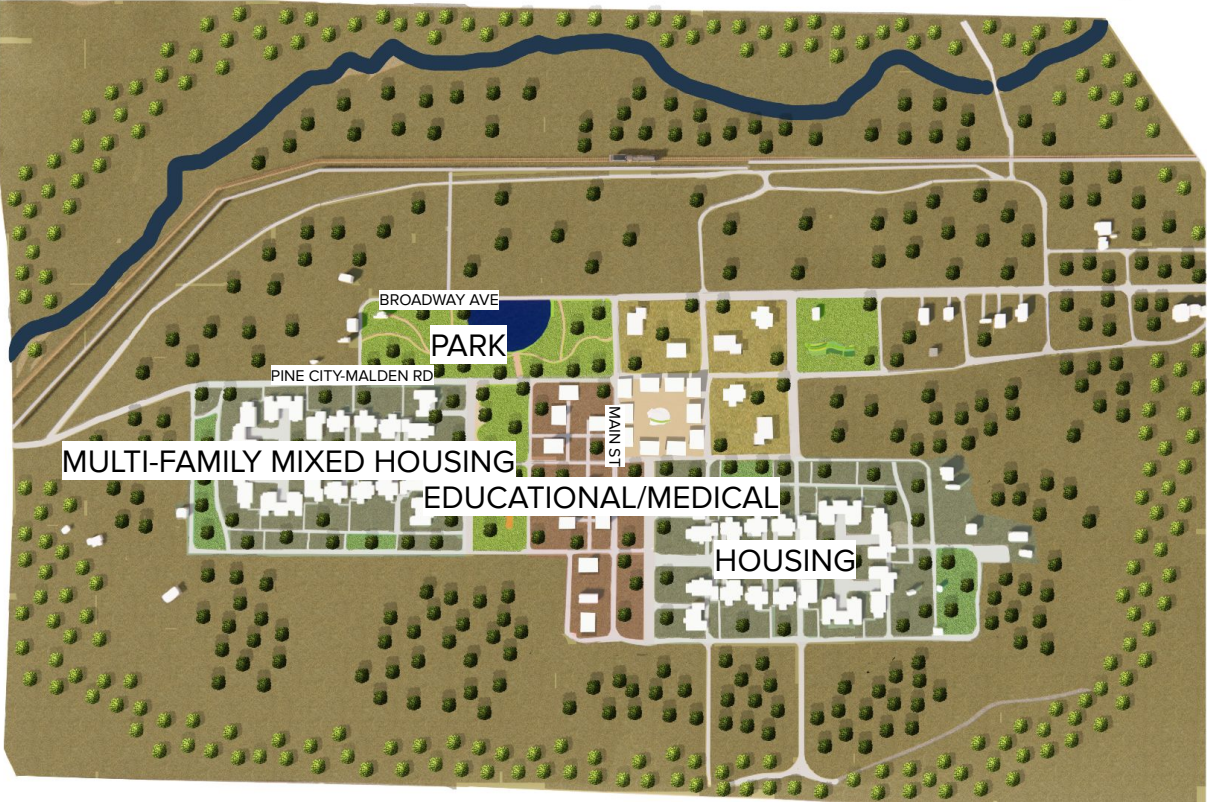 BROADWAY AVE
PARK
PINE CITY-MALDEN RD
MAIN ST
MULTI-FAMILY MIXED HOUSING
EDUCATIONAL/MEDICAL
HOUSING